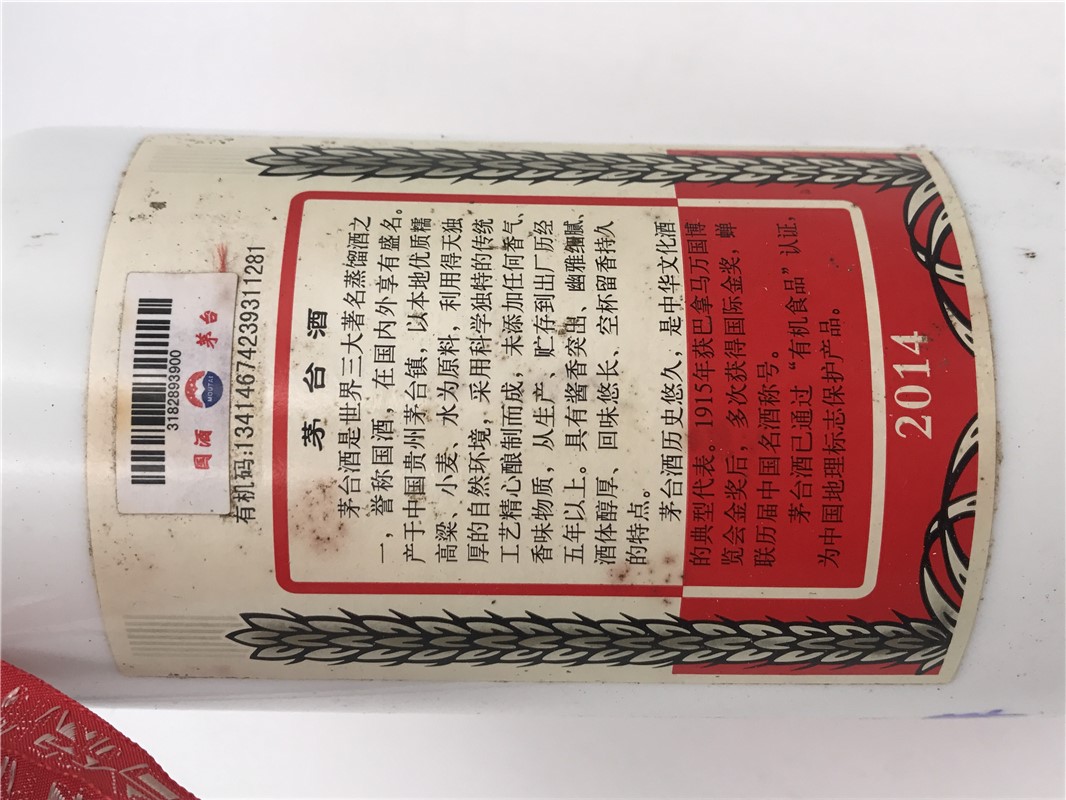 3182893900
国酒 MOUTAI 茅台
有机码:13414674239311281
茅台酒
茅台酒是世界三大著名蒸馏酒之
一，誉称国酒，在国内外享有盛名。
产于中国贵州茅台镇，以本地优质糯
高粱、小麦、水为原料，利用得天独
厚的自然环境，采用科学独特的传统
工艺精心酿制而成，未添加任何香气、
香味物质，从生产、贮存到出厂历经
五年以上。具有酱香突出、幽雅细腻、
酒体醇厚、回味悠长、空杯留香持久
的特点。
茅台酒历史悠久，是中华文化酒
的典型代表。1915年获巴拿马万国博
览会金奖后，多次获得国际金奖，蝉
联历届中国名酒称号。
茅台酒已通过“有机食品”认证，
为中国地理标志保护产品。
2014